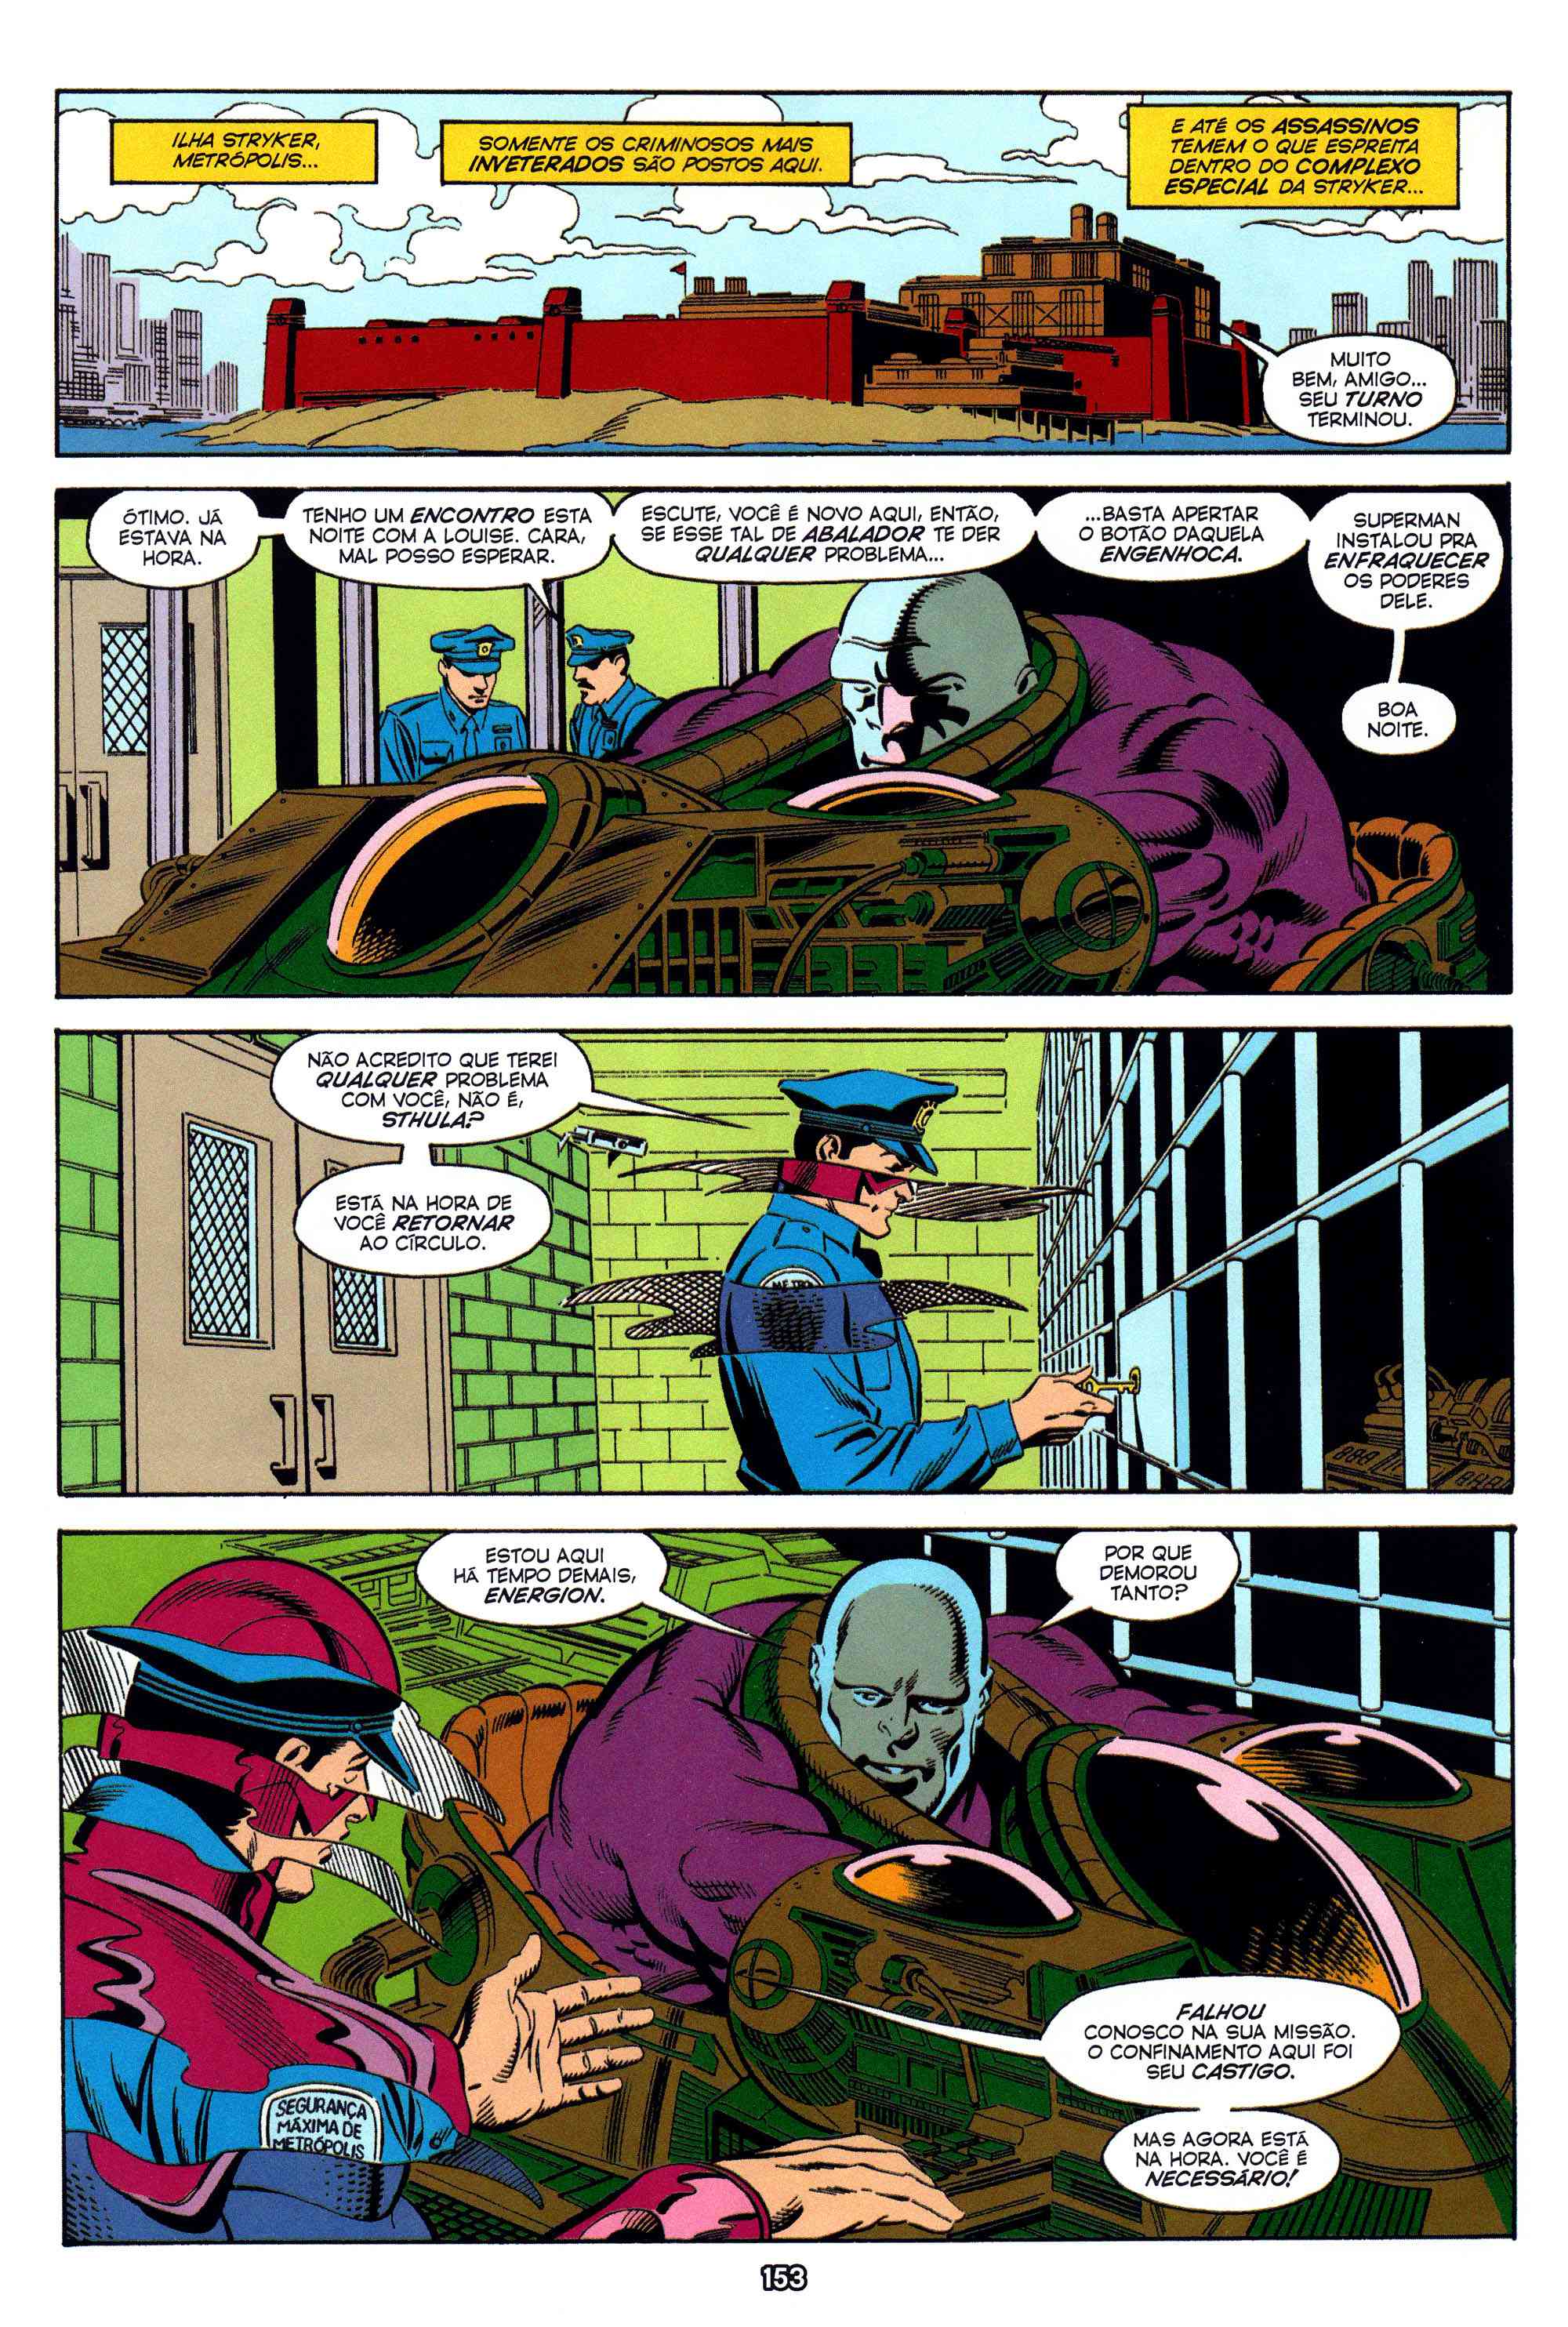 ILHA STRYKER,
METRÓPOLIS...
SOMENTE OS CRIMINOSOS MAIS
INVETERADOS SÃO POSTOS AQUI.
E ATÉ OS ASSASSINOS
TEMEM O QUE ESPREITA
DENTRO DO COMPLEXO
ESPECIAL DA STRYKER...
MUITO
BEM, AMIGO...
SEU TURNO
TERMINOU.
ÓTIMO. JÁ
ESTAVA NA
HORA.
TENHO UM ENCONTRO ESTA
NOITE COM A LOUISE. CARA,
MAL POSSO ESPERAR.
ESCUTE, VOCÊ É NOVO AQUI, ENTÃO,
SE ESSE TAL DE ABALADOR TE DER
QUALQUER PROBLEMA...
...BASTA APERTAR
O BOTÃO DAQUELA
ENGENHOCA.
SUPERMAN
INSTALOU PRA
ENFRAQUECER
OS PODERES
DELE.
BOA
NOITE.
NÃO ACREDITO QUE TEREI
QUALQUER PROBLEMA
COM VOCÊ, NÃO É,
STHULA?
ESTÁ NA HORA DE
VOCÊ RETORNAR
AO CÍRCULO.
METRO
ESTOU AQUI
HÁ TEMPO DEMAIS,
ENERGION.
POR QUE
DEMOROU
TANTO?
FALHOU
CONOSCO NA SUA MISSÃO.
O CONFINAMENTO AQUI FOI
SEU CASTIGO.
MAS AGORA ESTÁ
NA HORA. VOCÊ É
NECESSÁRIO!
SEGURANÇA
MÁXIMA DE
METRÓPOLIS
153